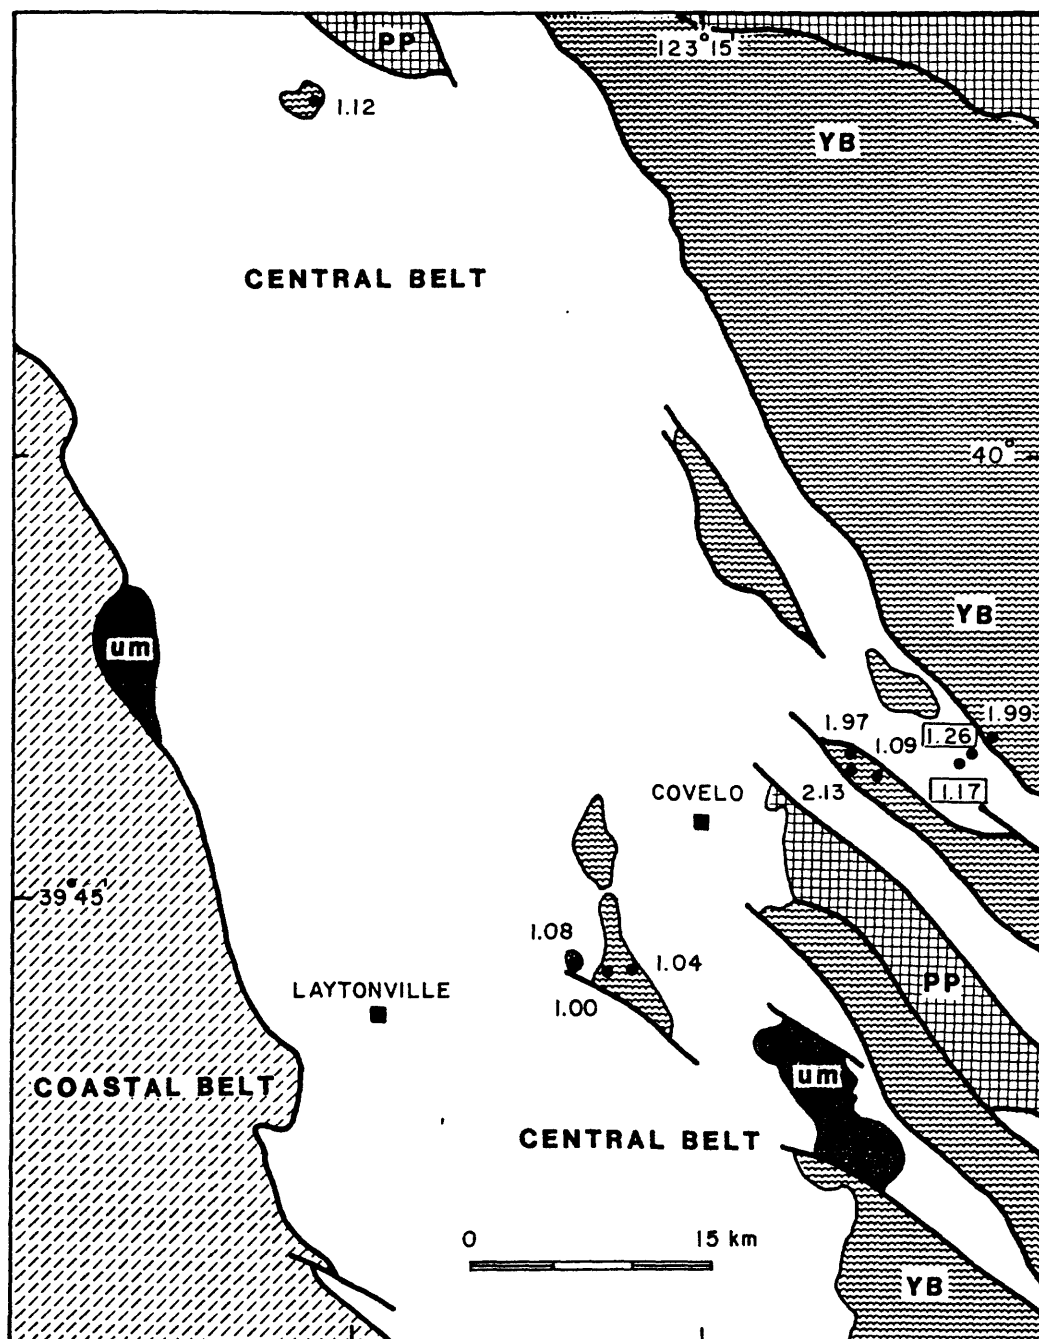 PP
123°15'
1.12
YB
CENTRAL BELT
40°
YB
um
1.99
1.97
1.26
1.09
1.17
2.13
COVELO
39°45'
1.08
1.04
PP
LAYTONVILLE
1.00
um
COASTAL BELT
CENTRAL BELT
0 15 km
YB